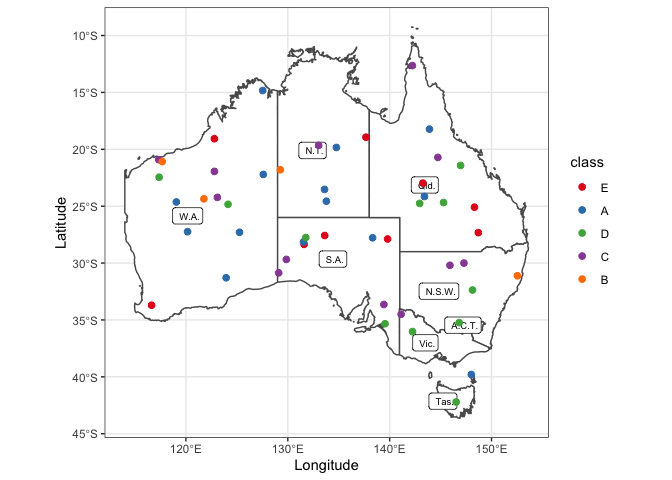 10°S
15°S
20°S
25°S
30°S
35°S
40°S
45°S
Latitude
N.T.
Qld.
W.A.
S.A.
N.S.W.
A.C.T.
Vic.
Tas.
120°E 130°E 140°E 150°E
Longitude
class
E
A
D
C
B